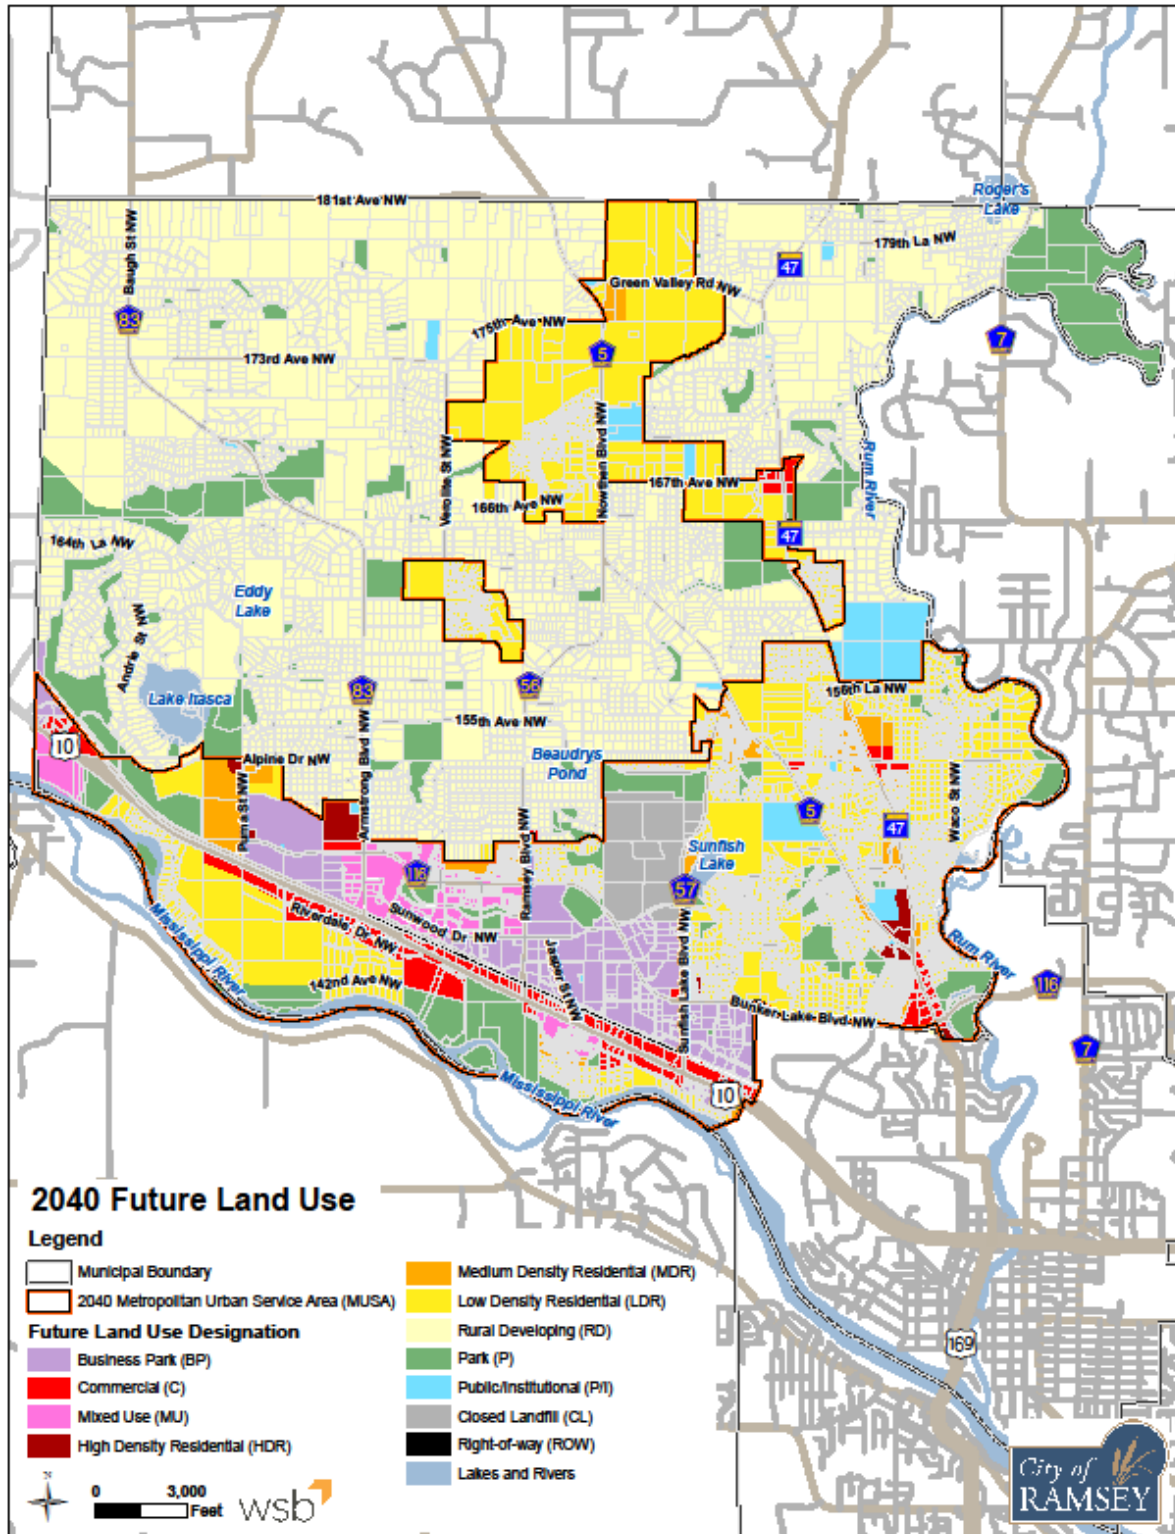 Roger's
Lake
181st Ave NW
Baugh St NW
179th La NW
47
Green Valley Rd NW
83
175th Ave NW
7
173rd Ave NW
5
Nowthen Blvd NW
Rum River
Variolite St NW
167th Ave NW
166th Ave NW
47
164th La NW
Eddy
Lake
Andrie St NW
Lake Itasca
83
56
156th La NW
155th Ave NW
10
Alpine Dr NW
Beaudrys
Pond
Armstrong Blvd NW
Puma St NW
Waco St NW
5
47
Sunfish
Lake
116
57
Ramsey Blvd NW
Sunwood Dr NW
Riverdale Dr NW
Mississippi River
Jasper St NW
Sunfish Lake Blvd NW
Rum River
142nd Ave NW
116
Bunker Lake Blvd NW
7
Mississippi River
10
169
2040 Future Land Use
Legend
Municipal Boundary
2040 Metropolitan Urban Service Area (MUSA)
Future Land Use Designation
Business Park (BP)
Commercial (C)
Mixed Use (MU)
High Density Residential (HDR)
Medium Density Residential (MDR)
Low Density Residential (LDR)
Rural Developing (RD)
Park (P)
Public/Institutional (P/I)
Closed Landfill (CL)
Right-of-way (ROW)
Lakes and Rivers
N
0 3,000
Feet
wsb
City of
RAMSEY